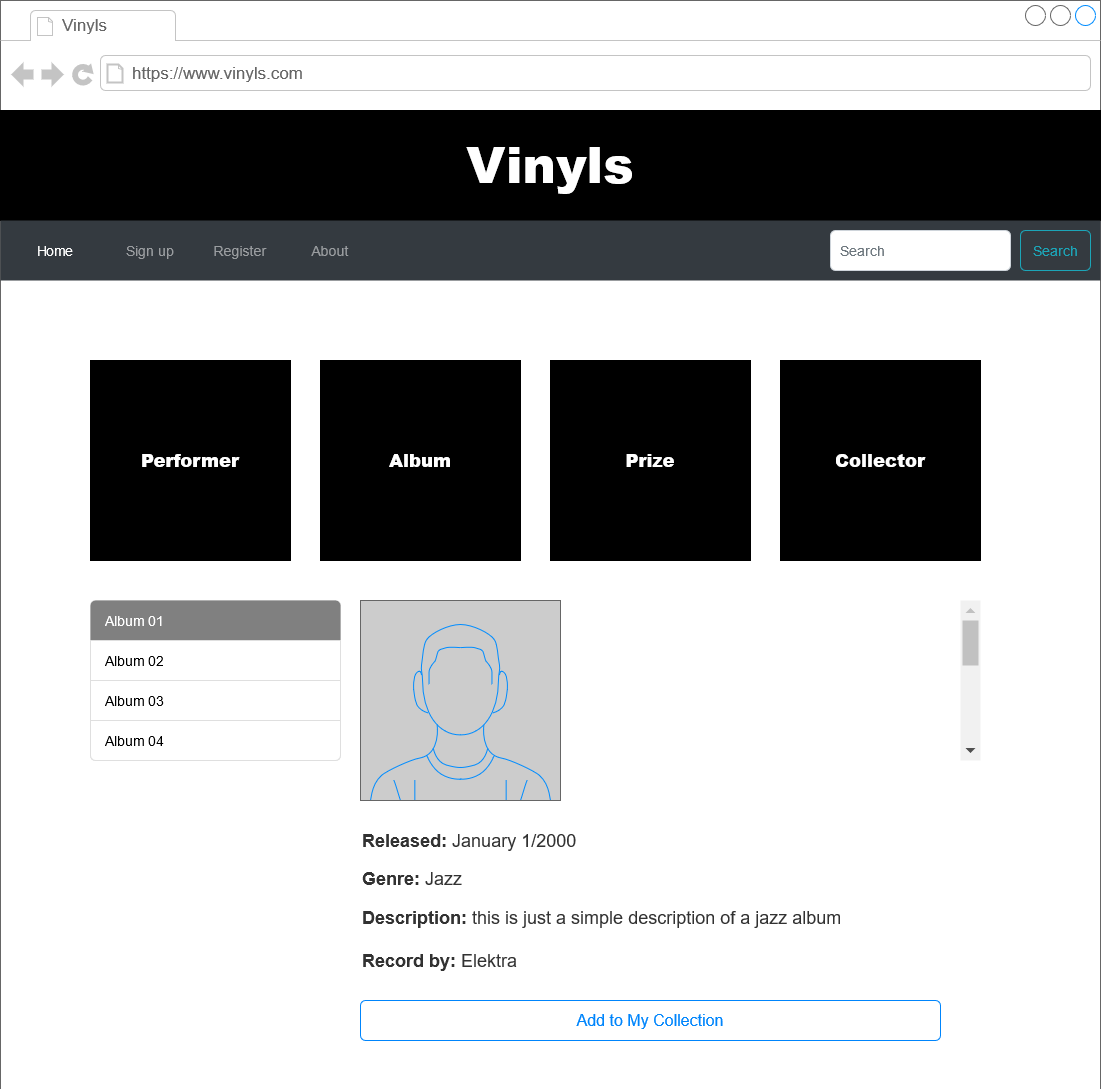 Vinyls
https://www.vinyls.com
Vinyls
Home Sign up Register About Search Search
Performer Album Prize Collector
Album 01
Album 02
Album 03
Album 04
Released: January 1/2000
Genre: Jazz
Description: this is just a simple description of a jazz album
Record by: Elektra
Add to My Collection